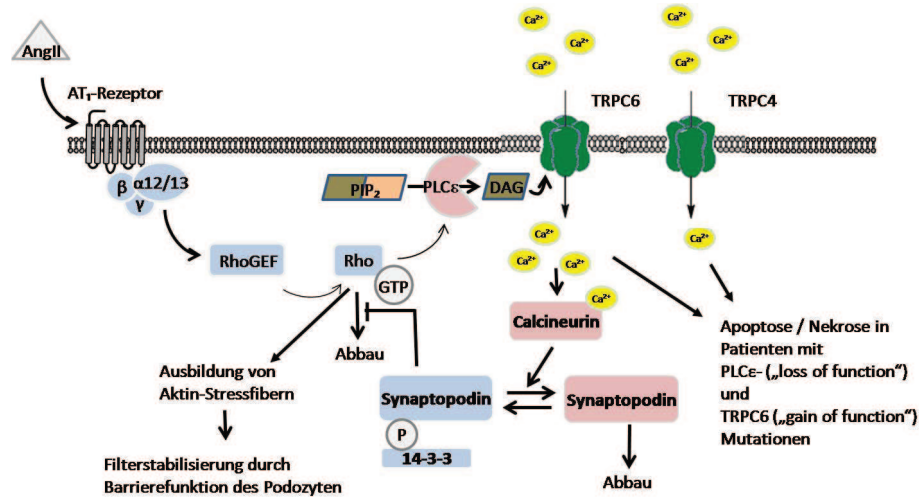 Ca²⁺
Ca²⁺
Ca²⁺
Ca²⁺
Ca²⁺
Ca²⁺
AngII
AT₁-Rezeptor
TRPC6
TRPC4
β
α12/13
γ
PIP₂
PLCε
DAG
RhoGEF
Rho
GTP
Ca²⁺
Ca²⁺
Ca²⁺
Ca²⁺
Ca²⁺
Calcineurin
Abbau
Ausbildung von
Aktin-Stressfibern
Synaptopodin
Synaptopodin
P
14-3-3
Abbau
Filterstabilisierung durch
Barrierefunktion des Podozyten
Apoptose / Nekrose in
Patienten mit
PLCε- („loss of function“)
und
TRPC6 („gain of function“)
Mutationen